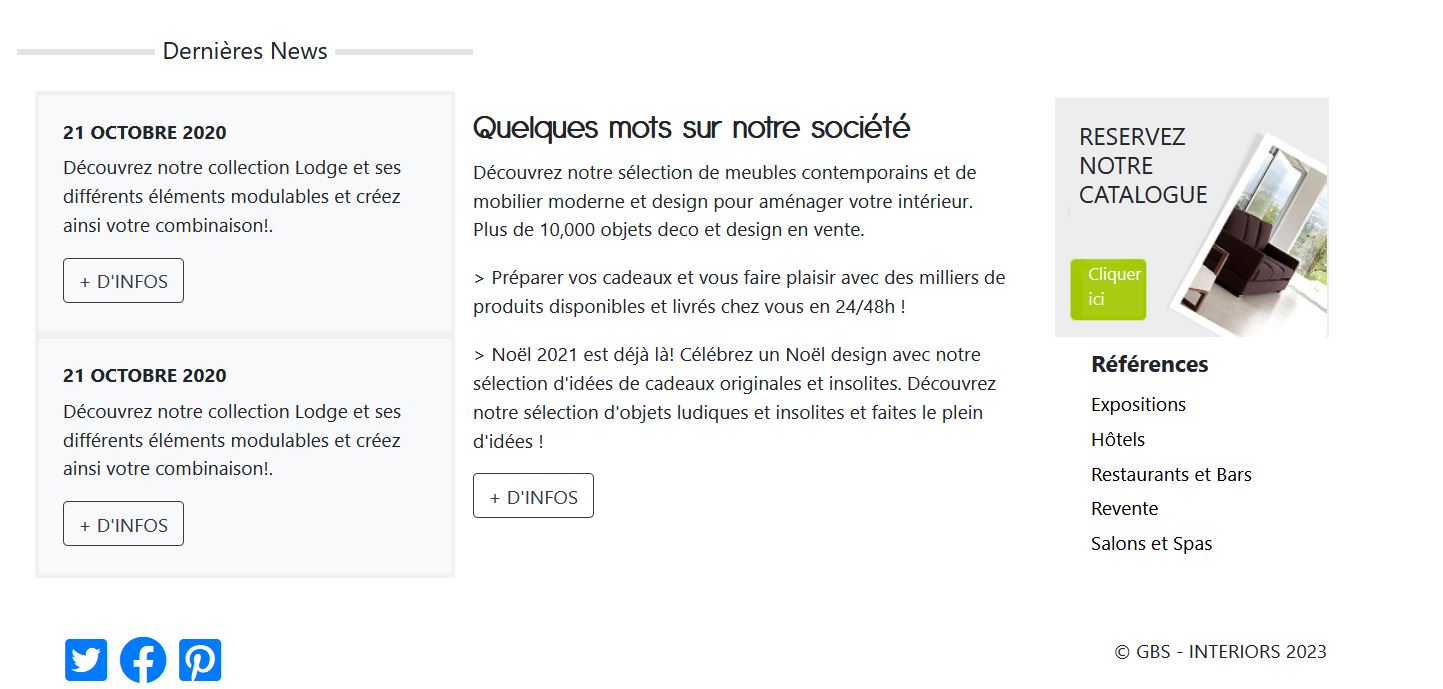 Dernières News
21 OCTOBRE 2020
Découvrez notre collection Lodge et ses
différents éléments modulables et créez
ainsi votre combinaison!.
+ D'INFOS
21 OCTOBRE 2020
Découvrez notre collection Lodge et ses
différents éléments modulables et créez
ainsi votre combinaison!.
+ D'INFOS
Quelques mots sur notre société
Découvrez notre sélection de meubles contemporains et de
mobilier moderne et design pour aménager votre intérieur.
Plus de 10,000 objets deco et design en vente.
> Préparer vos cadeaux et vous faire plaisir avec des milliers de
produits disponibles et livrés chez vous en 24/48h !
> Noël 2021 est déjà là! Célébrez un Noël design avec notre
sélection d'idées de cadeaux originales et insolites. Découvrez
notre sélection d'objets ludiques et insolites et faites le plein
d'idées !
+ D'INFOS
RESERVEZ
NOTRE
CATALOGUE
Cliquer
ici
Références
Expositions
Hôtels
Restaurants et Bars
Revente
Salons et Spas
© GBS - INTERIORS 2023